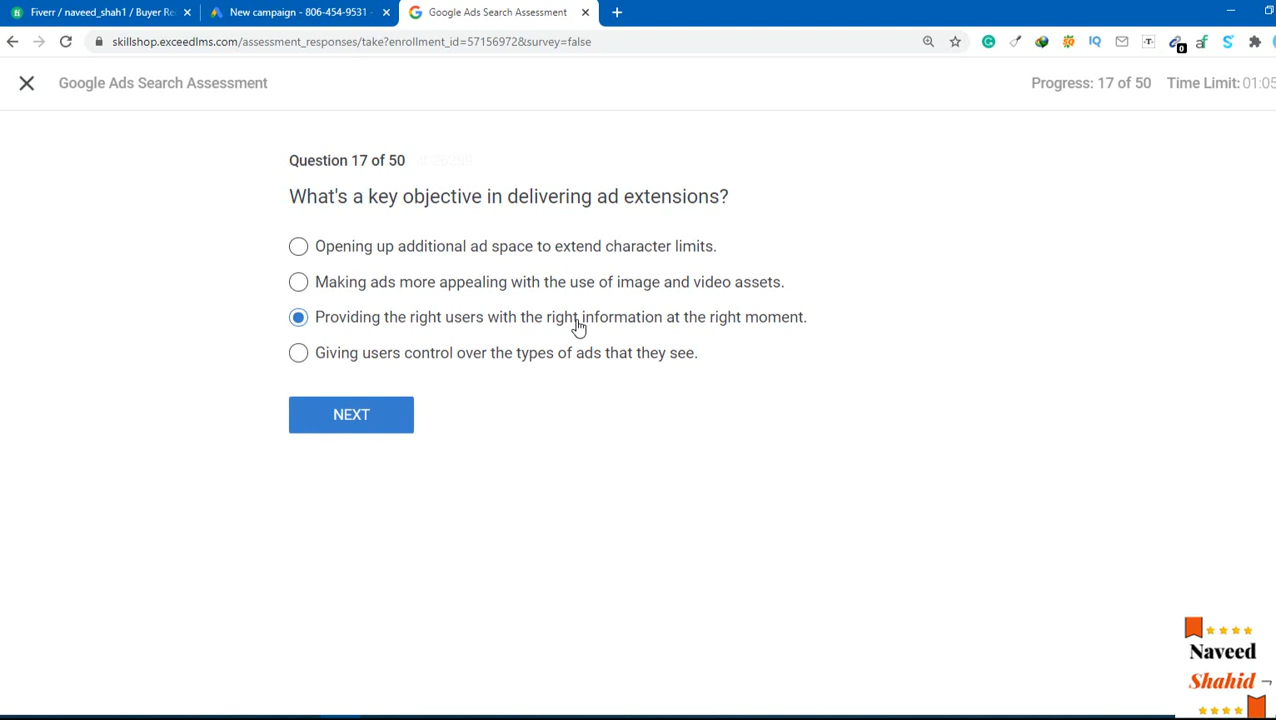 Fiverr / naveed_shah1 / Buyer Re
New campaign - 806-454-9531 -
Google Ads Search Assessment
skillshop.exceedlms.com/assessment_responses/take?enrollment_id=57156972&survey=false
Google Ads Search Assessment
Progress: 17 of 50 Time Limit: 01:05
Question 17 of 50
What's a key objective in delivering ad extensions?
Opening up additional ad space to extend character limits.
Making ads more appealing with the use of image and video assets.
Providing the right users with the right information at the right moment.
Giving users control over the types of ads that they see.
NEXT
Naveed
Shahid